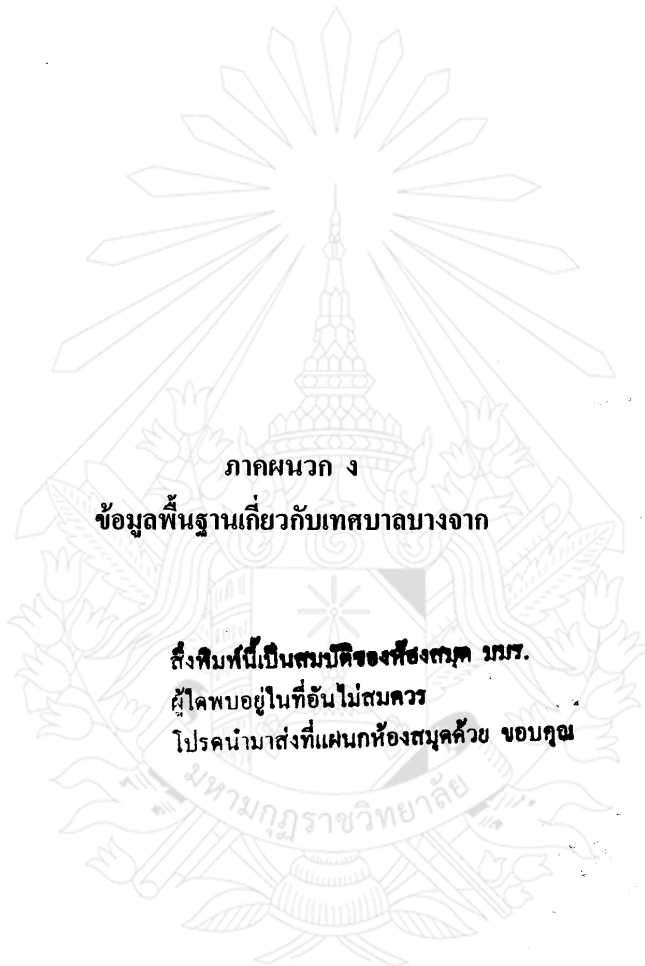 ภาคผนวก ง
ข้อมูลพื้นฐานเกี่ยวกับเทศบาลบางจาก
สิ่งพิมพ์นี้เป็นสมบัติของห้องสมุด มมร.
ผู้ใดพบอยู่ในที่อันไม่สมควร
โปรดนำมาส่งที่แผนกห้องสมุดด้วย ขอบคุณ
มหามกุฏราชวิทยาลัย